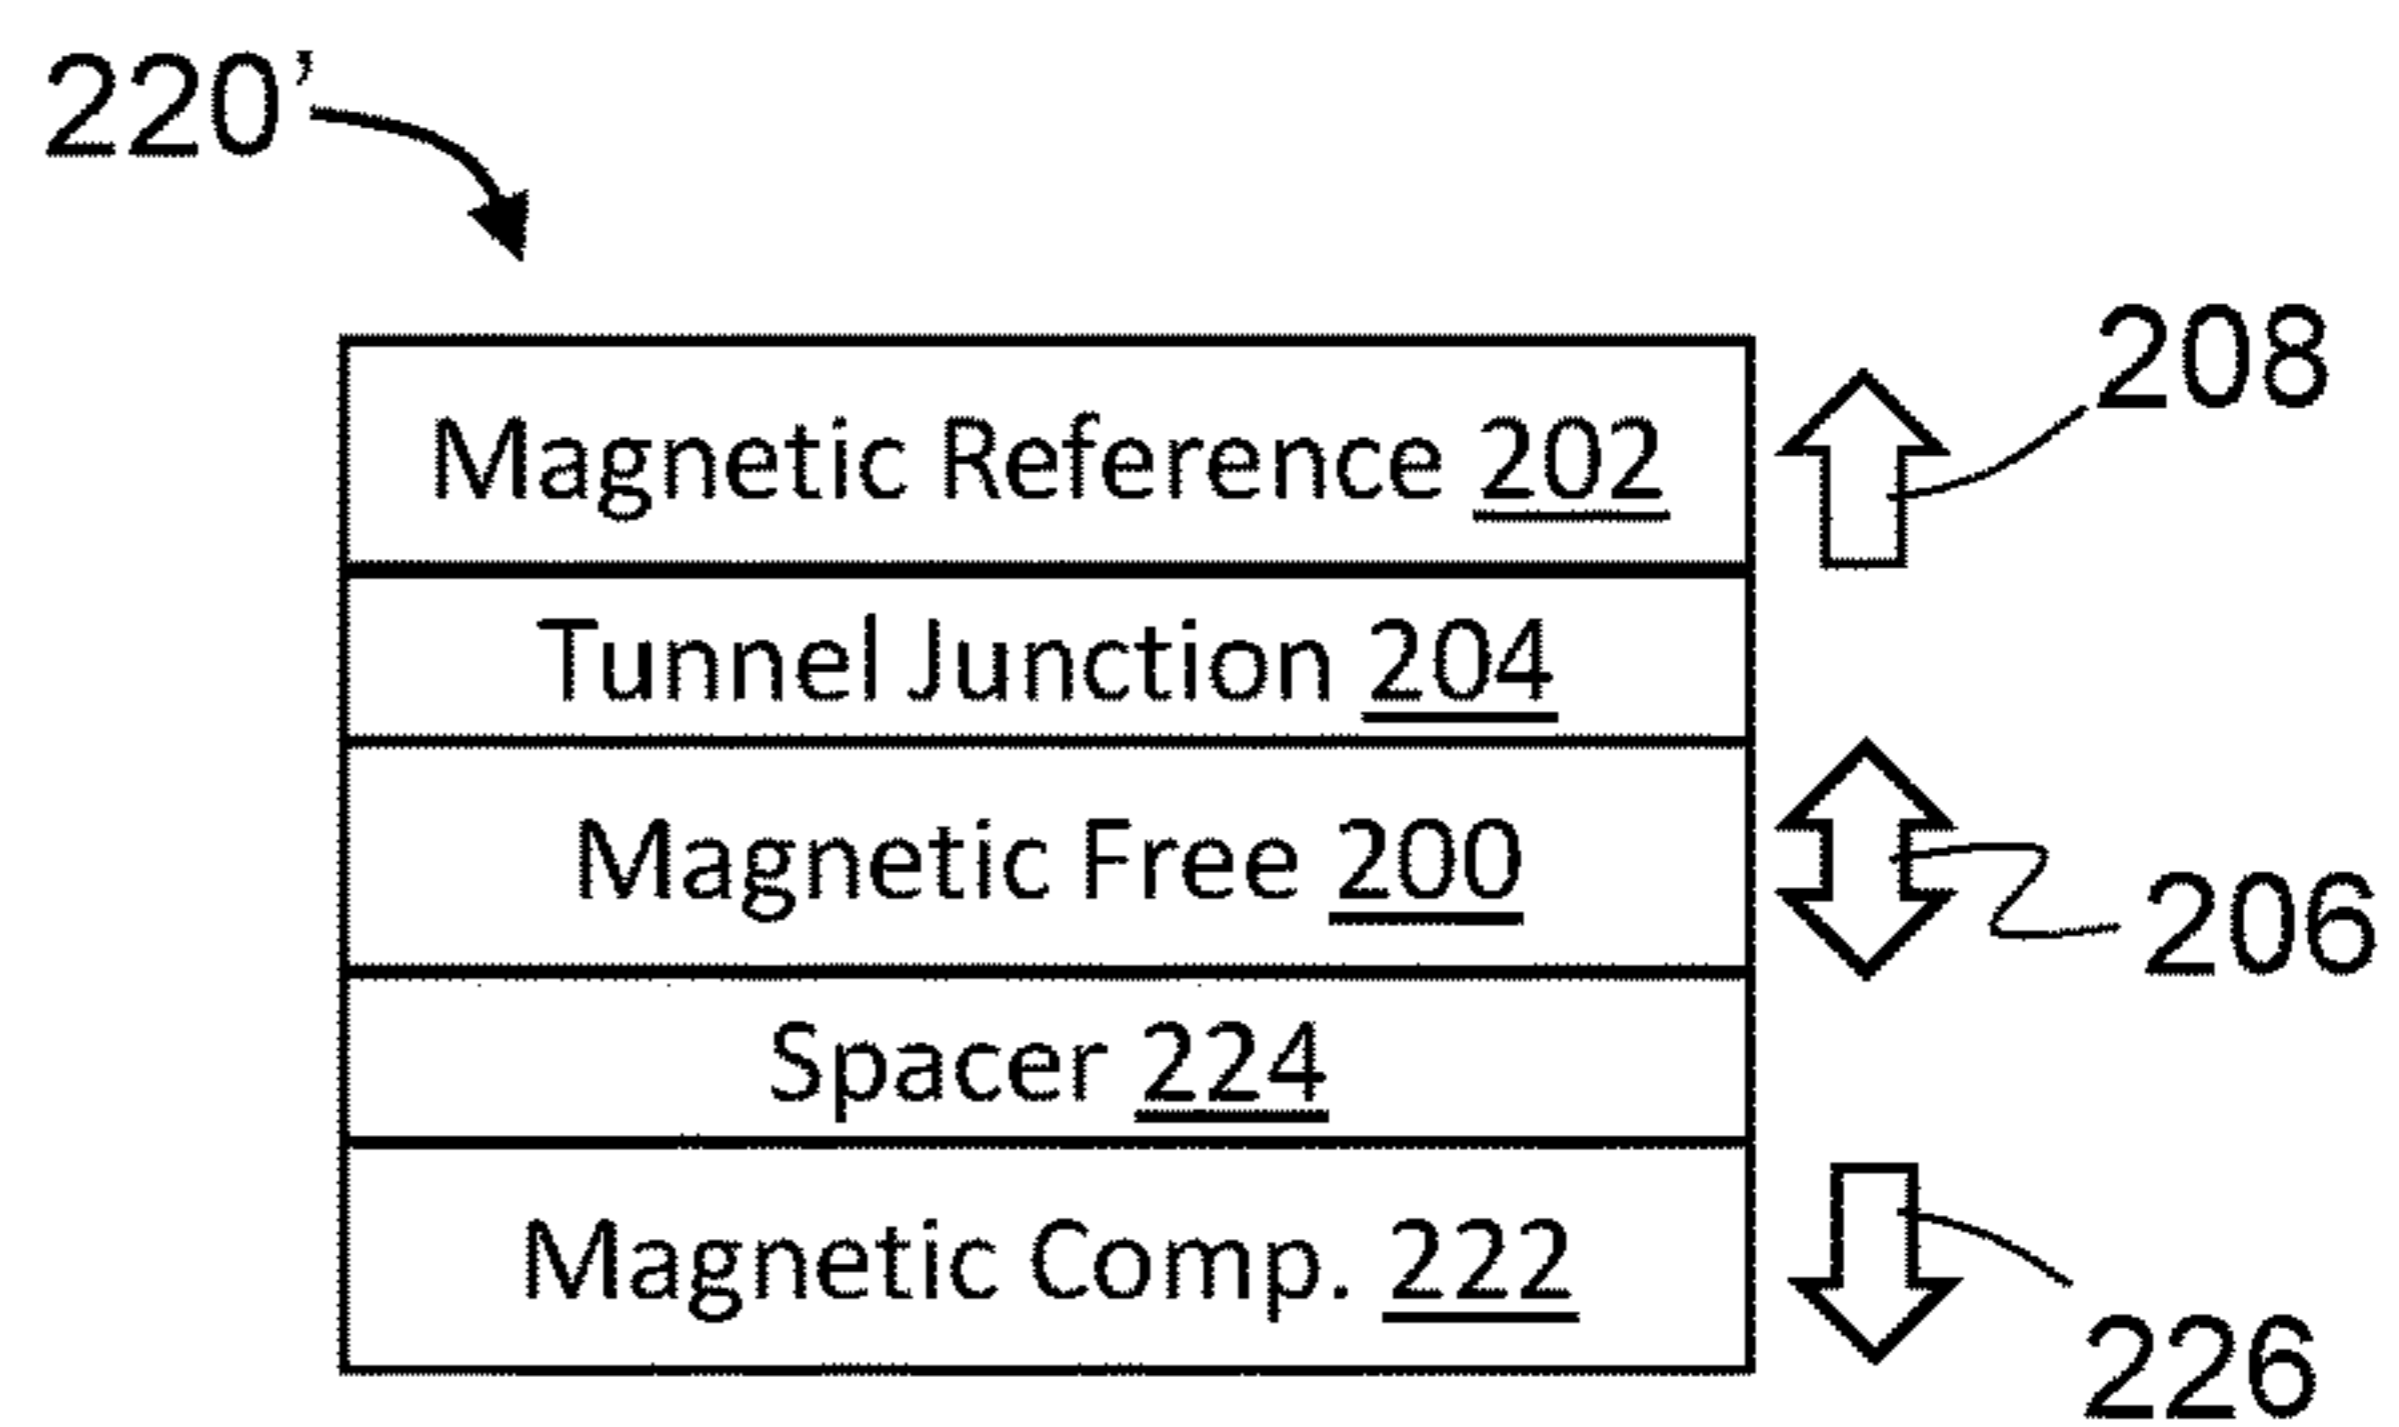 220’
208
Magnetic Reference 202
Tunnel Junction 204
Magnetic Free 200
206
Spacer 224
Magnetic Comp. 222
226